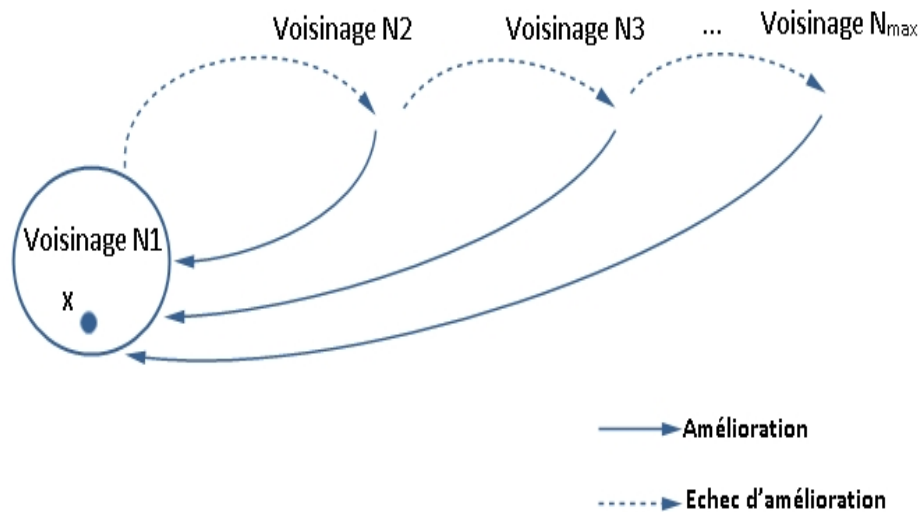 Voisinage N2 Voisinage N3 ... Voisinage Nmax
Voisinage N1
X
Amélioration
Echec d'amélioration